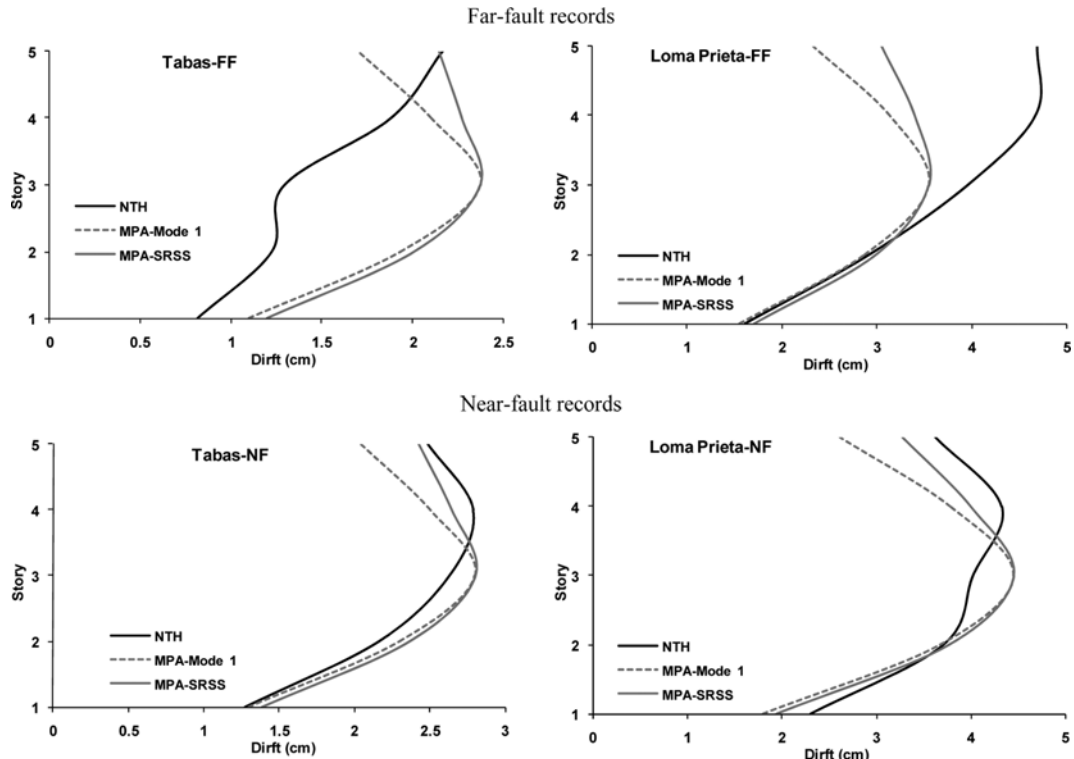 Far-fault records
Tabas-FF
5
4
3
2
1
Story
NTH
MPA-Mode 1
MPA-SRSS
0
0.5
1
1.5
2
2.5
Dirft (cm)
Loma Prieta-FF
5
4
3
2
1
Story
NTH
MPA-Mode 1
MPA-SRSS
0
1
2
3
4
5
Dirft (cm)
Near-fault records
Tabas-NF
5
4
3
2
1
Story
NTH
MPA-Mode 1
MPA-SRSS
0
0.5
1
1.5
2
2.5
3
Dirft (cm)
Loma Prieta-NF
5
4
3
2
1
Story
NTH
MPA-Mode 1
MPA-SRSS
0
1
2
3
4
5
Dirft (cm)